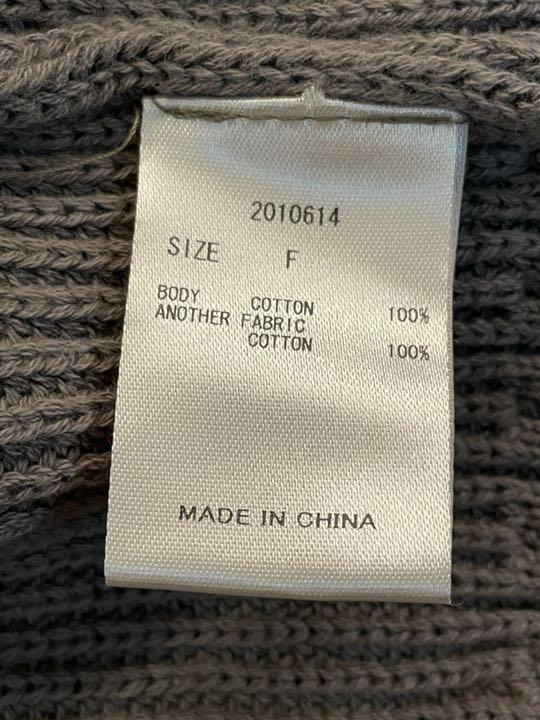 2010614
SIZE F
BODY COTTON 100%
ANOTHER FABRIC
COTTON 100%
MADE IN CHINA